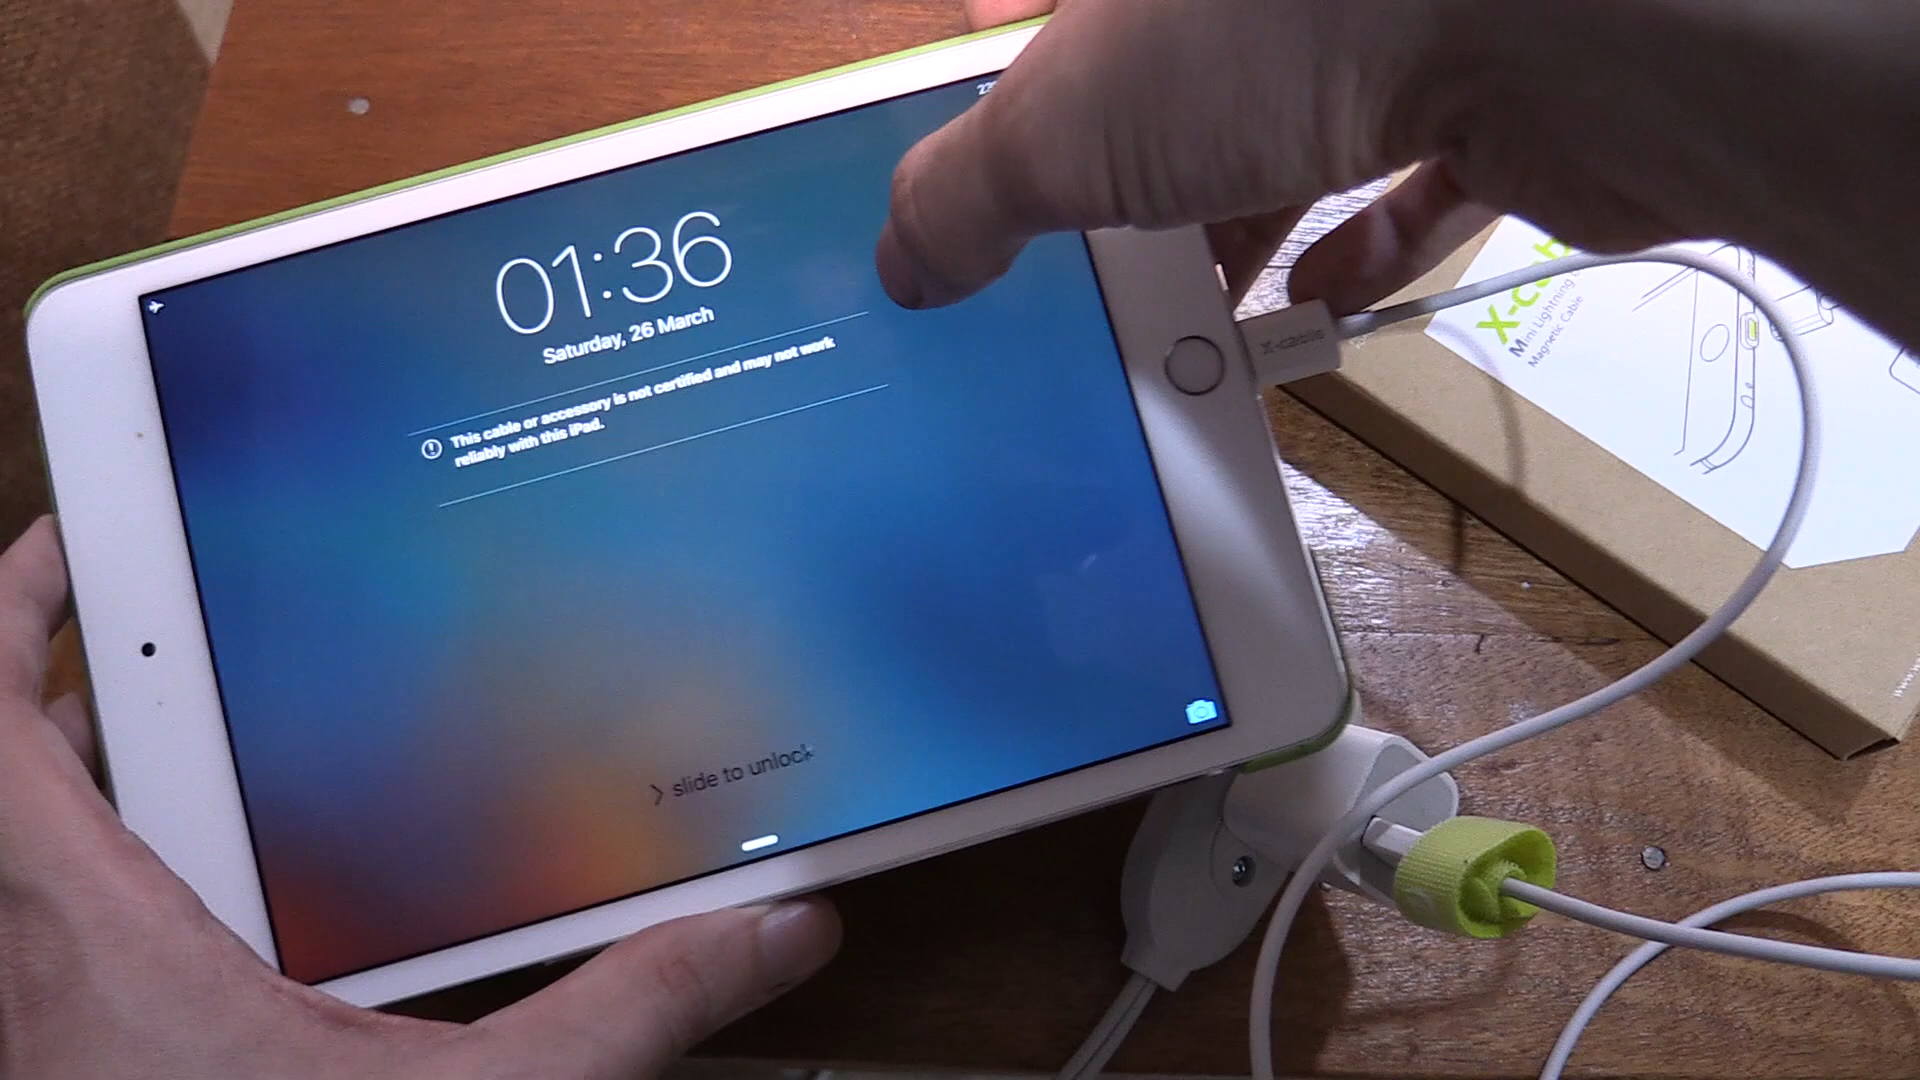 01:36
Saturday, 26 March
This cable or accessory is not certified and may not work
reliably with this iPad.
> slide to unlock
X-cable
Mini Lightning
Magnetic Cable